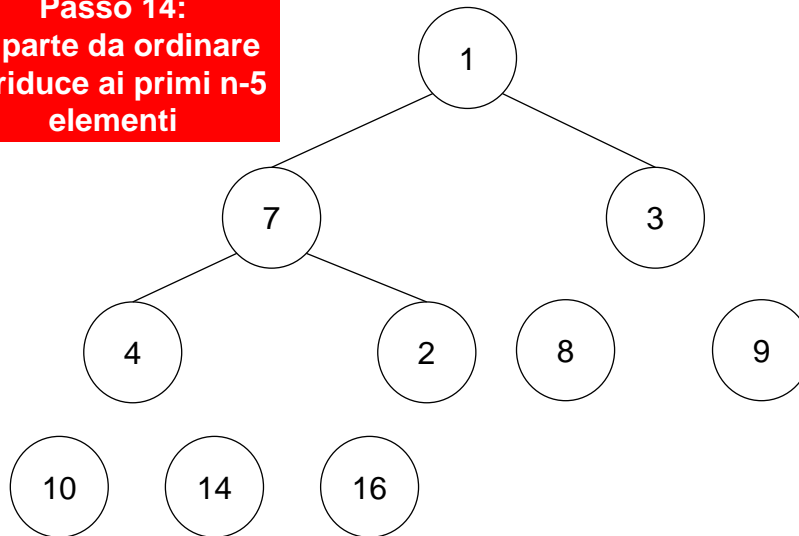 Passo 14:
parte da ordinare
riduce ai primi n-5
elementi
1
7
3
4
2
8
9
10
14
16